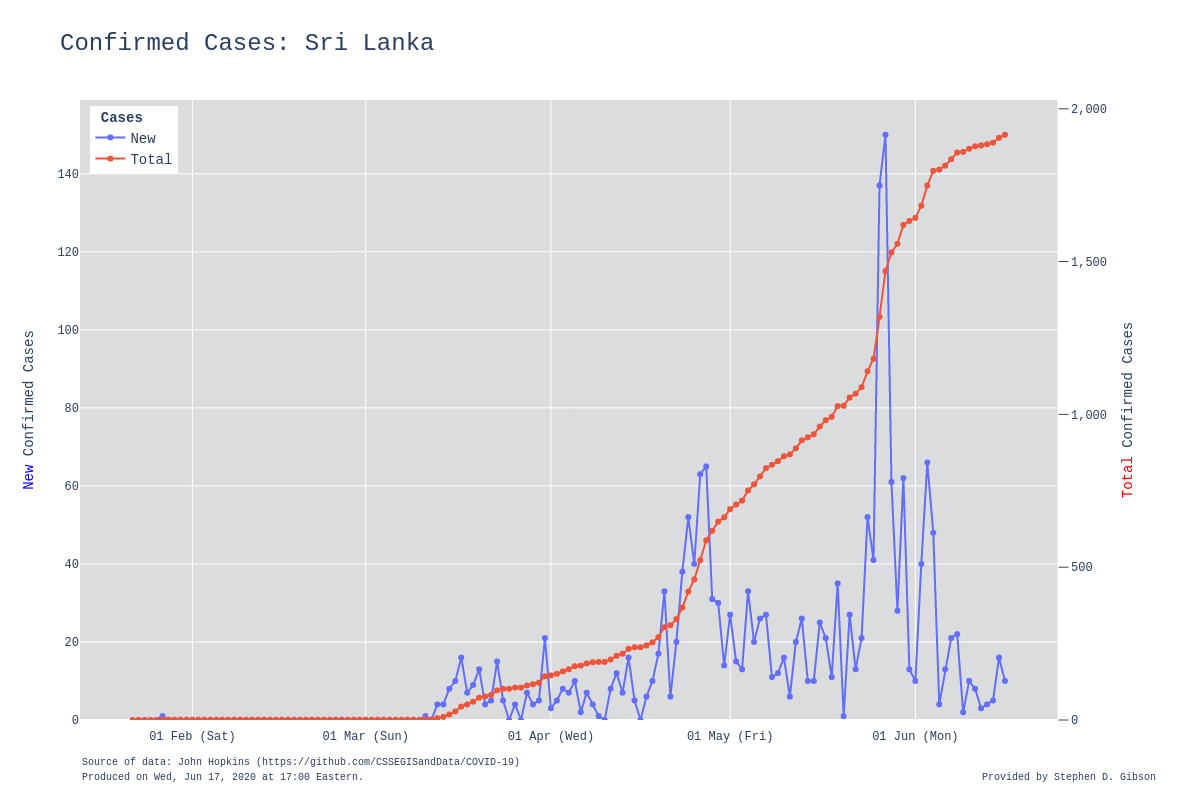 Confirmed Cases: Sri Lanka
Cases
New
Total
140
120
100
80
60
40
20
0
2,000
1,500
1,000
500
0
New Confirmed Cases
Total Confirmed Cases
01 Feb (Sat)
01 Mar (Sun)
01 Apr (Wed)
01 May (Fri)
01 Jun (Mon)
Source of data: John Hopkins (https://github.com/CSSEGISandData/COVID-19)
Produced on Wed, Jun 17, 2020 at 17:00 Eastern.
Provided by Stephen D. Gibson